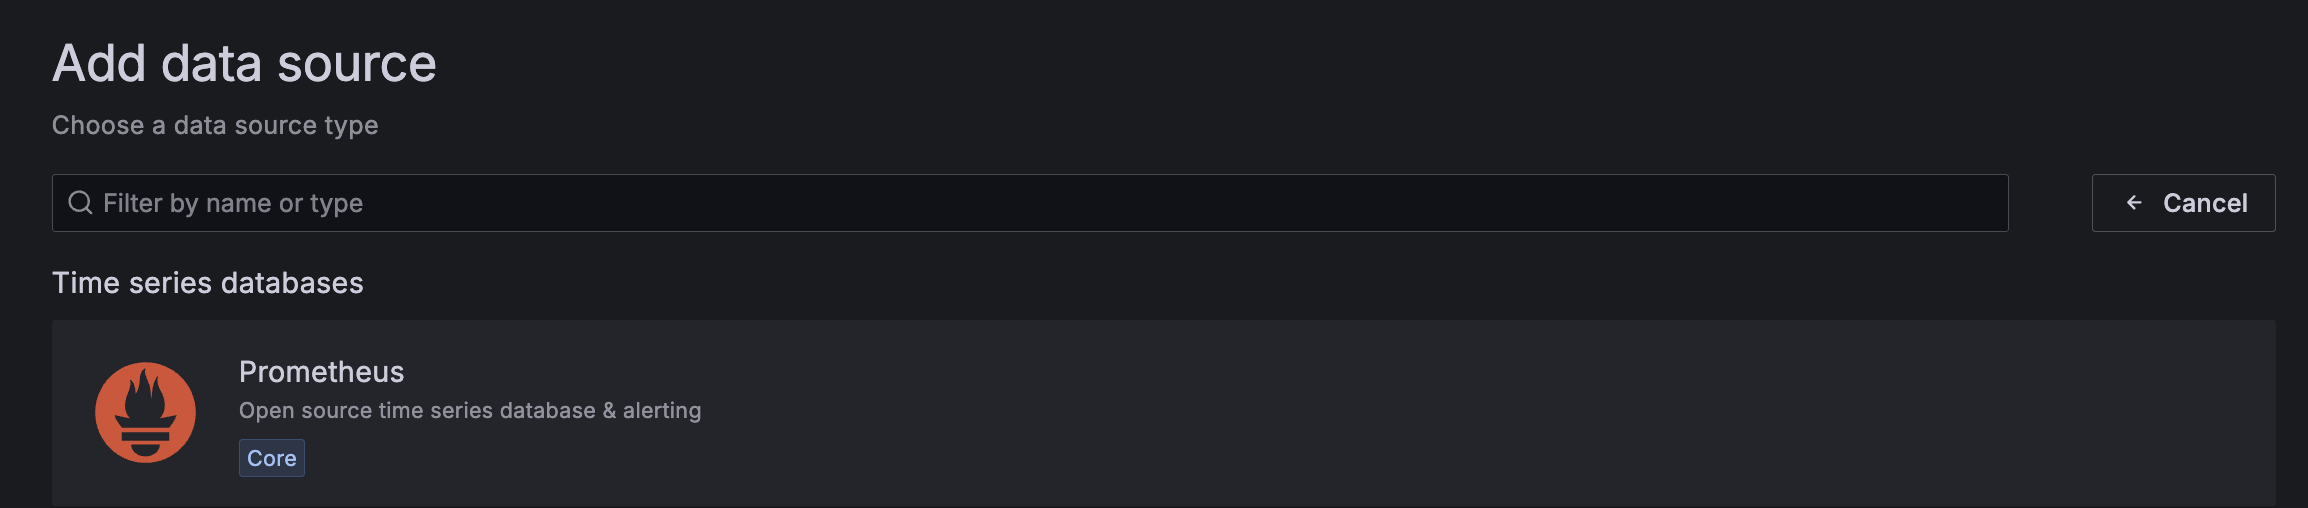 Add data source
Choose a data source type
Filter by name or type
Cancel
Time series databases
Prometheus
Open source time series database & alerting
Core